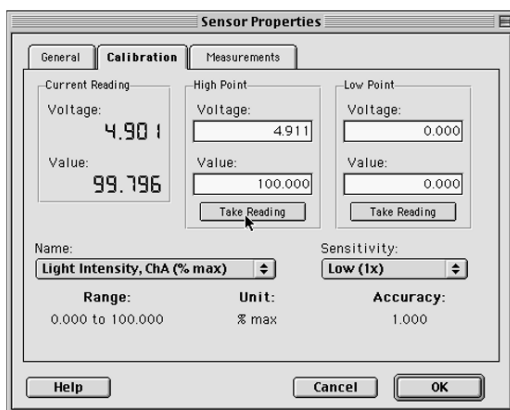 Sensor Properties
General Calibration Measurements
Current Reading
Voltage:
4.901
Value:
99.796
High Point
Voltage:
4.911
Value:
100.000
Take Reading
Low Point
Voltage:
0.000
Value:
0.000
Take Reading
Name:
Light Intensity, ChA (% max)
Sensitivity:
Low (1x)
Range: Unit: Accuracy:
0.000 to 100.000 % max 1.000
Help Cancel OK